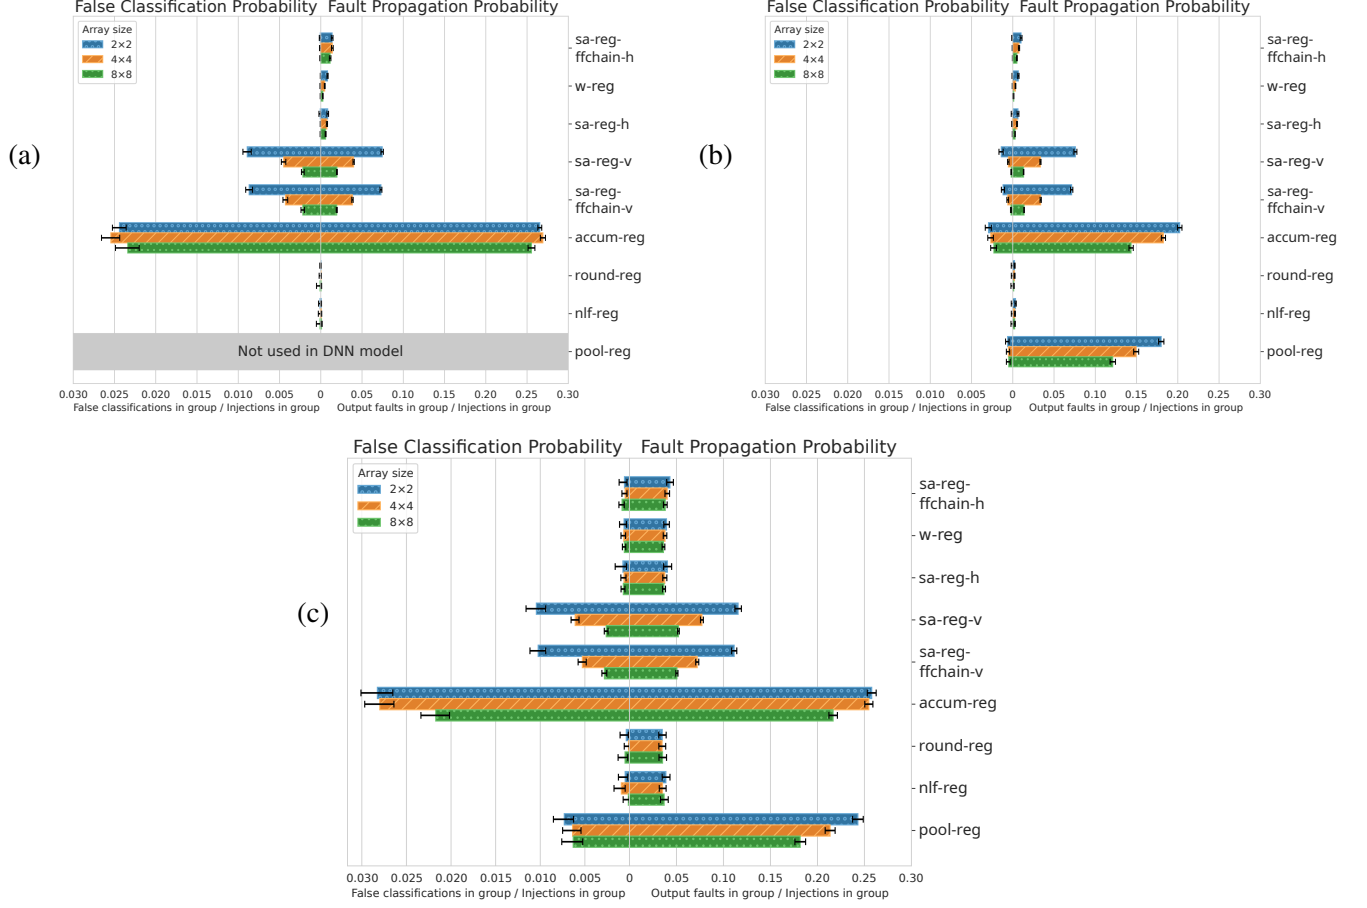 False Classification Probability Fault Propagation Probability
Array size
2×2
4×4
8×8
sa-reg-
ffchain-h
w-reg
sa-reg-h
(a)
sa-reg-v
sa-reg-
ffchain-v
accum-reg
round-reg
nlf-reg
Not used in DNN model
pool-reg
0.030 0.025 0.020 0.015 0.010 0.005 0 0.05 0.10 0.15 0.20 0.25 0.30
False classifications in group / Injections in group Output faults in group / Injections in group
False Classification Probability Fault Propagation Probability
Array size
2×2
4×4
8×8
sa-reg-
ffchain-h
w-reg
sa-reg-h
(b)
sa-reg-v
sa-reg-
ffchain-v
accum-reg
round-reg
nlf-reg
pool-reg
0.030 0.030 0.010 0.010 0.010 0.005 0 0.05 0.10 0.15 0.20 0.25 0.30
False classifications in group / Injections in group Output faults in group / Injections in group
False Classification Probability Fault Propagation Probability
Array size
2×2
4×4
8×8
sa-reg-
ffchain-h
w-reg
sa-reg-h
(c)
sa-reg-v
sa-reg-
ffchain-v
accum-reg
round-reg
nlf-reg
pool-reg
0.030 0.025 0.020 0.015 0.010 0.005 0 0.05 0.10 0.15 0.20 0.25 0.30
False classifications in group / Injections in group Output faults in group / Injections in group